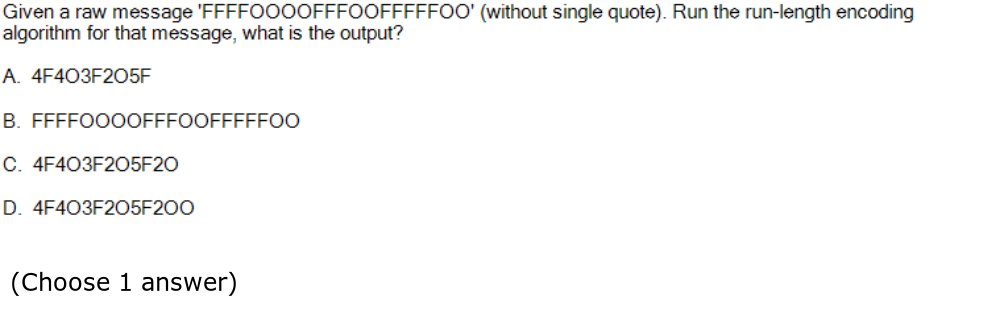 Given a raw message 'FFFFOOOOFFFOOFFFFFOO' (without single quote). Run the run-length encoding
algorithm for that message, what is the output?
A. 4F4O3F2O5F
B. FFFFOOOOFFFOOFFFFFOO
C. 4F4O3F2O5F2O
D. 4F4O3F2O5F2OO
(Choose 1 answer)